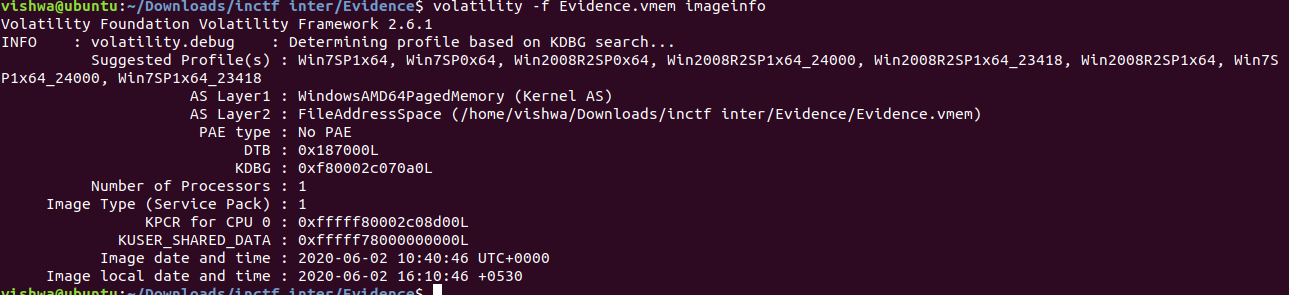 vishwa@ubuntu:~/Downloads/inctf inter/Evidence$ volatility -f Evidence.vmem imageinfo
Volatility Foundation Volatility Framework 2.6.1
INFO    : volatility.debug    : Determining profile based on KDBG search...
          Suggested Profile(s) : Win7SP1x64, Win7SP0x64, Win2008R2SP0x64, Win2008R2SP1x64_24000, Win2008R2SP1x64_23418, Win2008R2SP1x64, Win7S
P1x64_24000, Win7SP1x64_23418
                     AS Layer1 : WindowsAMD64PagedMemory (Kernel AS)
                     AS Layer2 : FileAddressSpace (/home/vishwa/Downloads/inctf inter/Evidence/Evidence.vmem)
                      PAE type : No PAE
                           DTB : 0x187000L
                          KDBG : 0xf80002c070a0L
          Number of Processors : 1
     Image Type (Service Pack) : 1
                KPCR for CPU 0 : 0xfffff80002c08d00L
             KUSER_SHARED_DATA : 0xfffff78000000000L
           Image date and time : 2020-06-02 10:40:46 UTC+0000
     Image local date and time : 2020-06-02 16:10:46 +0530
vishwa@ubuntu:~/Downloads/inctf inter/Evidence$